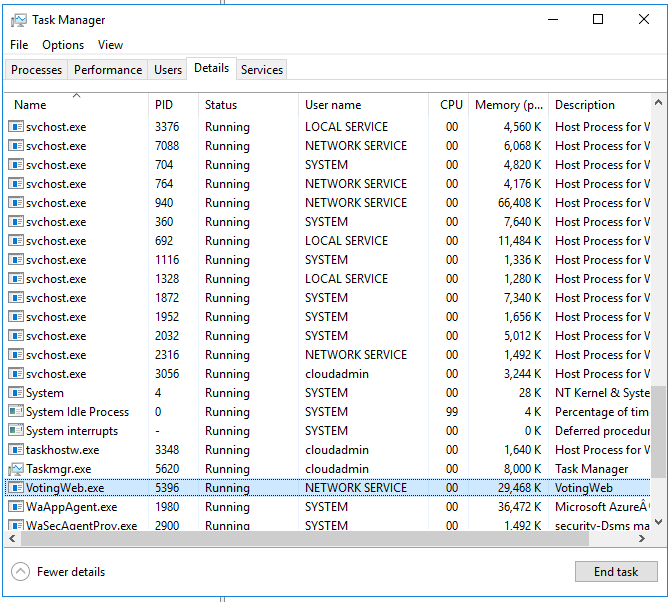 Task Manager
File Options View
Processes Performance Users Details Services
Name PID Status User name CPU Memory (p... Description
svchost.exe 3376 Running LOCAL SERVICE 00 4,560 K Host Process for W
svchost.exe 7088 Running NETWORK SERVICE 00 6,068 K Host Process for W
svchost.exe 704 Running SYSTEM 00 4,820 K Host Process for W
svchost.exe 764 Running NETWORK SERVICE 00 4,176 K Host Process for W
svchost.exe 940 Running NETWORK SERVICE 00 66,408 K Host Process for W
svchost.exe 360 Running SYSTEM 00 7,640 K Host Process for W
svchost.exe 692 Running LOCAL SERVICE 00 11,484 K Host Process for W
svchost.exe 1116 Running SYSTEM 00 1,336 K Host Process for W
svchost.exe 1328 Running LOCAL SERVICE 00 1,280 K Host Process for W
svchost.exe 1872 Running SYSTEM 00 7,340 K Host Process for W
svchost.exe 1952 Running SYSTEM 00 1,656 K Host Process for W
svchost.exe 2032 Running SYSTEM 00 5,012 K Host Process for W
svchost.exe 2316 Running NETWORK SERVICE 00 1,492 K Host Process for W
svchost.exe 3056 Running cloudadmin 00 3,244 K Host Process for W
System 4 Running SYSTEM 00 28 K NT Kernel & Syste
System Idle Process 0 Running SYSTEM 99 4 K Percentage of tim
System interrupts - Running SYSTEM 00 0 K Deferred procedur
taskhostw.exe 3348 Running cloudadmin 00 1,640 K Host Process for W
Taskmgr.exe 5620 Running cloudadmin 00 8,000 K Task Manager
VotingWeb.exe 5396 Running NETWORK SERVICE 00 29,468 K VotingWeb
WaAppAgent.exe 1980 Running SYSTEM 00 36,472 K Microsoft AzureÂ
WaSecAgentProv.exe 2900 Running SYSTEM 00 1,492 K security-Dsms ma
Fewer details End task